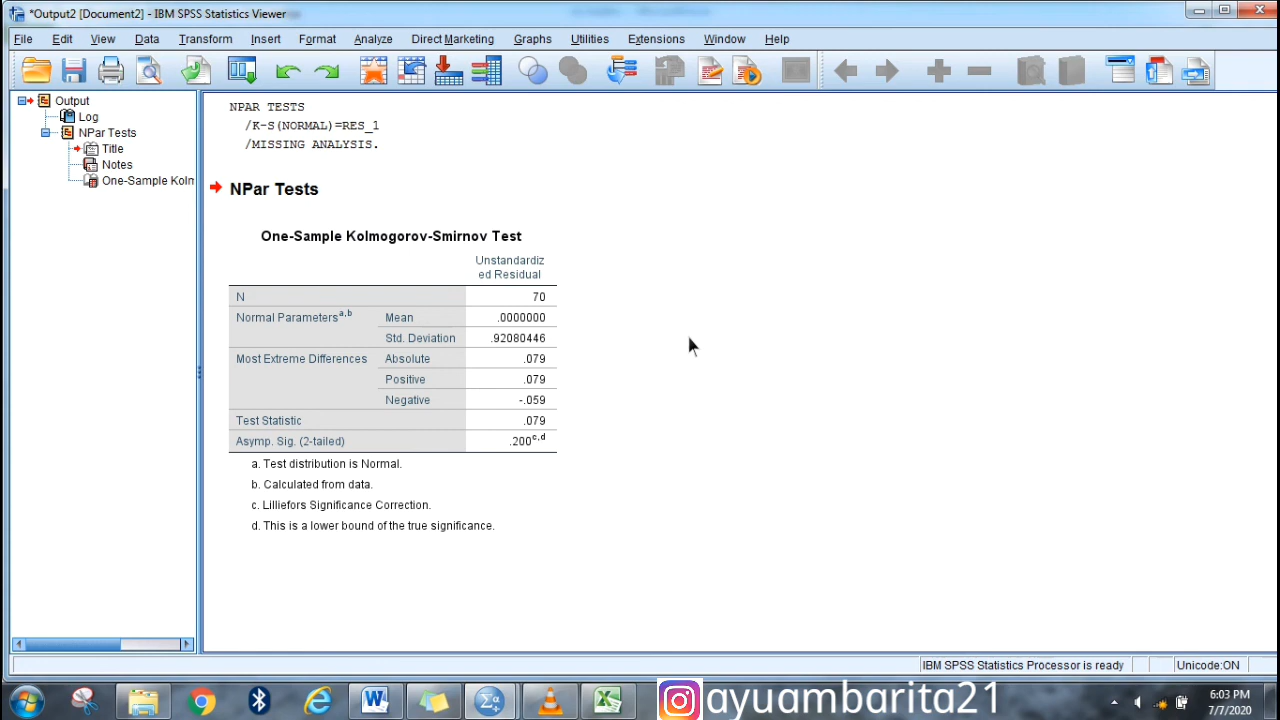 *Output2 [Document2] - IBM SPSS Statistics Viewer
File Edit View Data Transform Insert Format Analyze Direct Marketing Graphs Utilities Extensions Window Help
Output
Log
NPar Tests
Title
Notes
One-Sample Kolm
NPAR TESTS
/K-S(NORMAL)=RES_1
/MISSING ANALYSIS.
NPar Tests
One-Sample Kolmogorov-Smirnov Test
Unstandardiz
ed Residual
N 70
Normal Parameters a,b Mean .0000000
Std. Deviation .92080446
Most Extreme Differences Absolute .079
Positive .079
Negative -.059
Test Statistic .079
Asymp. Sig. (2-tailed) .200 c,d
a. Test distribution is Normal.
b. Calculated from data.
c. Lilliefors Significance Correction.
d. This is a lower bound of the true significance.
IBM SPSS Statistics Processor is ready Unicode:ON
ayuambarita21
6:03 PM
7/7/2020